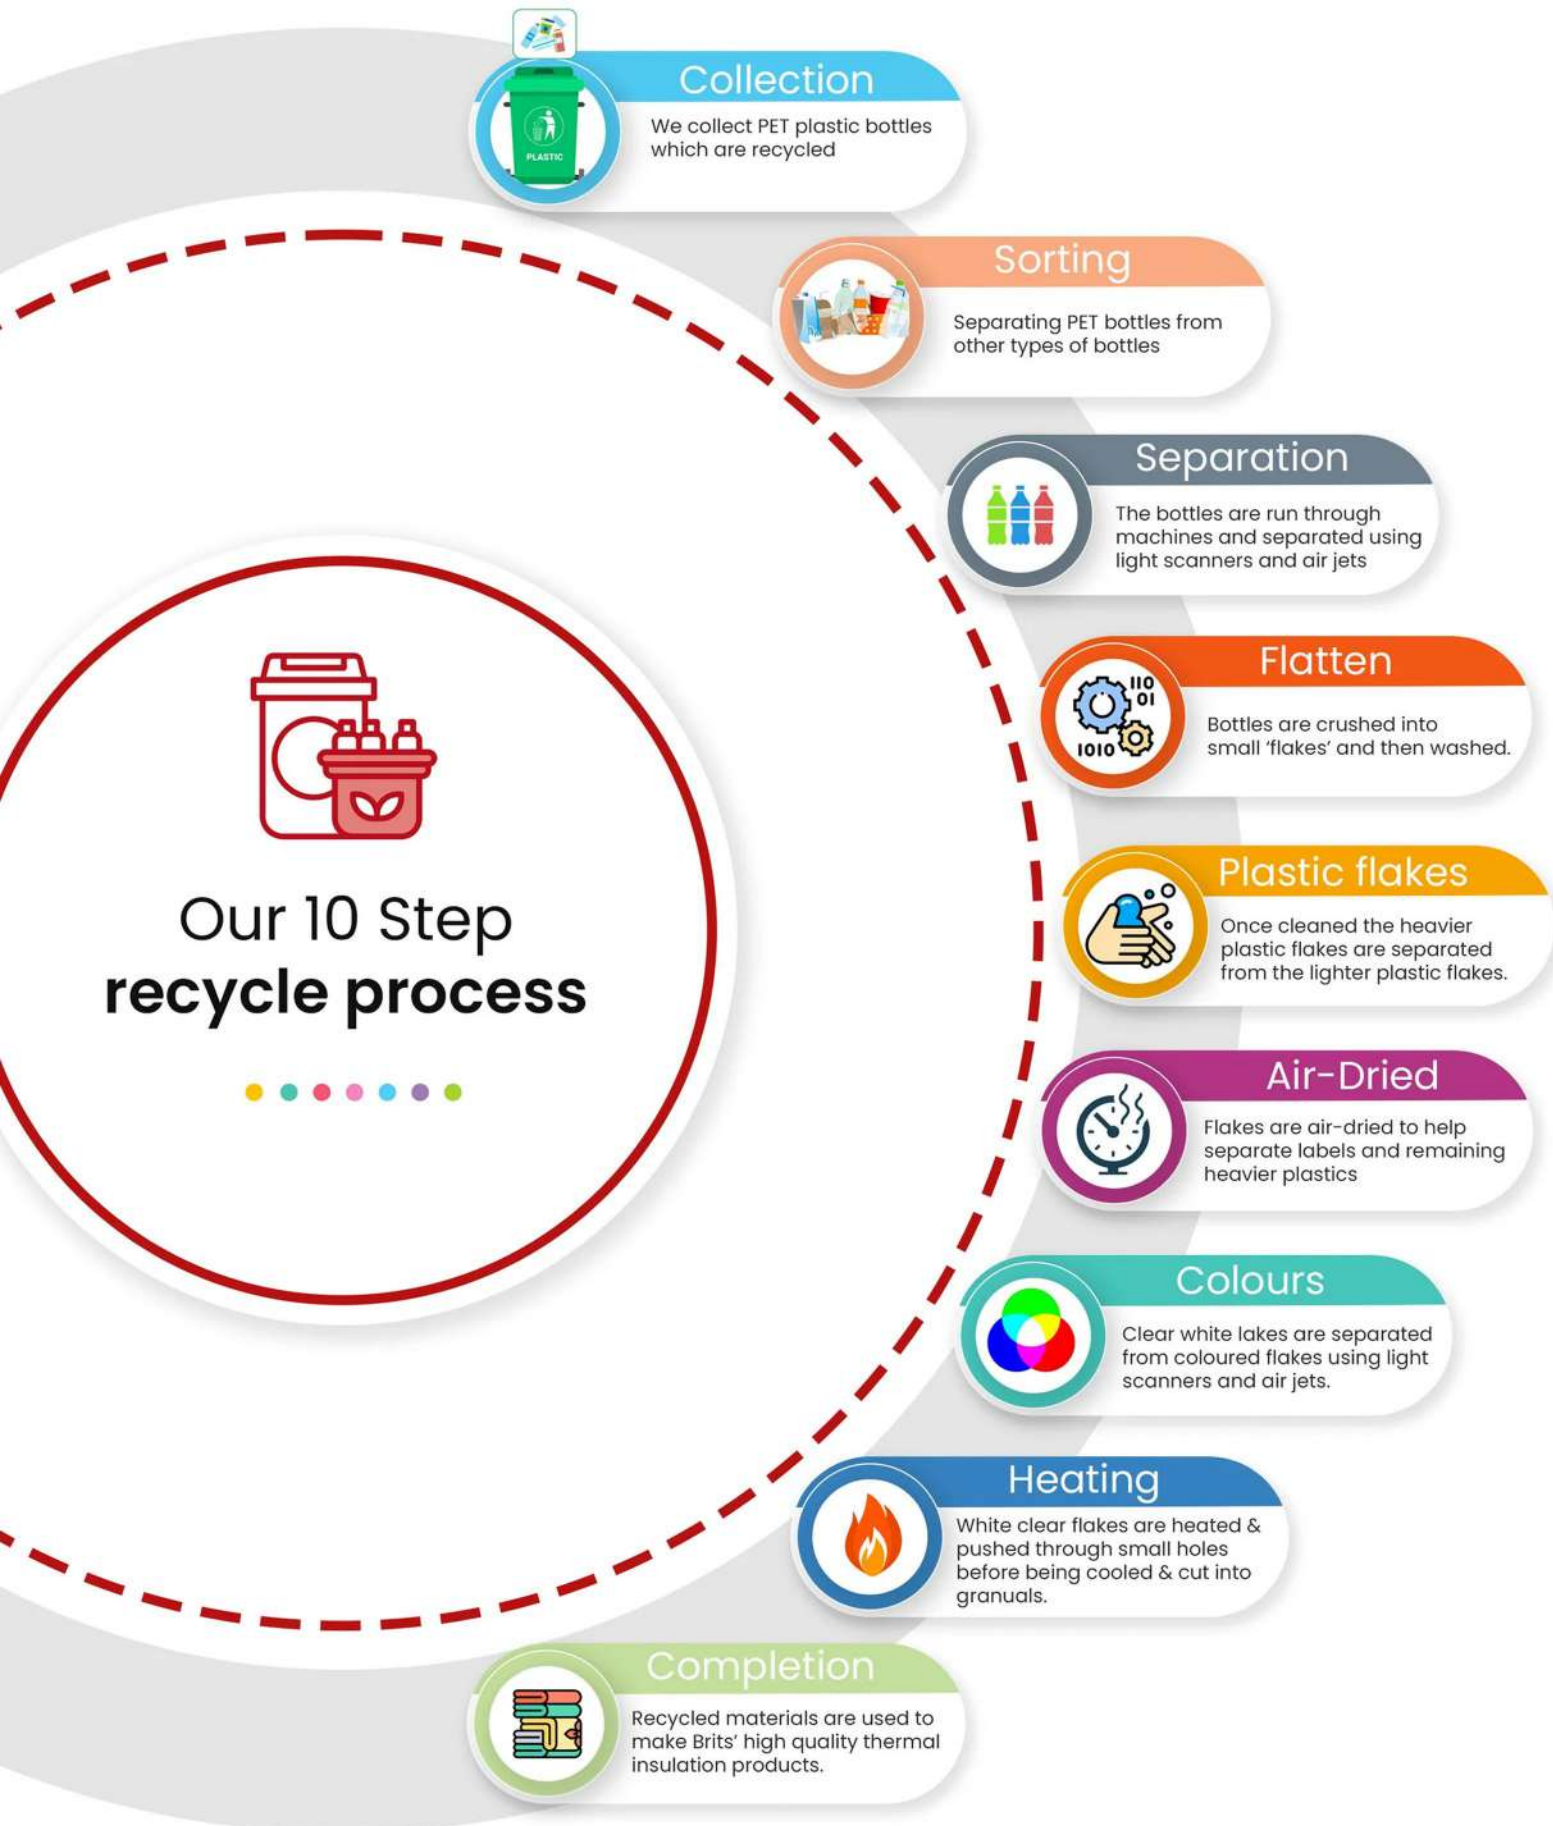 Collection
PLASTIC
We collect PET plastic bottles
which are recycled
Sorting
Separating PET bottles from
other types of bottles
Separation
The bottles are run through
machines and separated using
light scanners and air jets
Flatten
110
01
1010
Bottles are crushed into
small ‘flakes’ and then washed.
Our 10 Step
recycle process
Plastic flakes
Once cleaned the heavier
plastic flakes are separated
from the lighter plastic flakes.
Air-Dried
Flakes are air-dried to help
separate labels and remaining
heavier plastics
Colours
Clear white lakes are separated
from coloured flakes using light
scanners and air jets.
Heating
White clear flakes are heated &
pushed through small holes
before being cooled & cut into
granuals.
Completion
Recycled materials are used to
make Brits’ high quality thermal
insulation products.